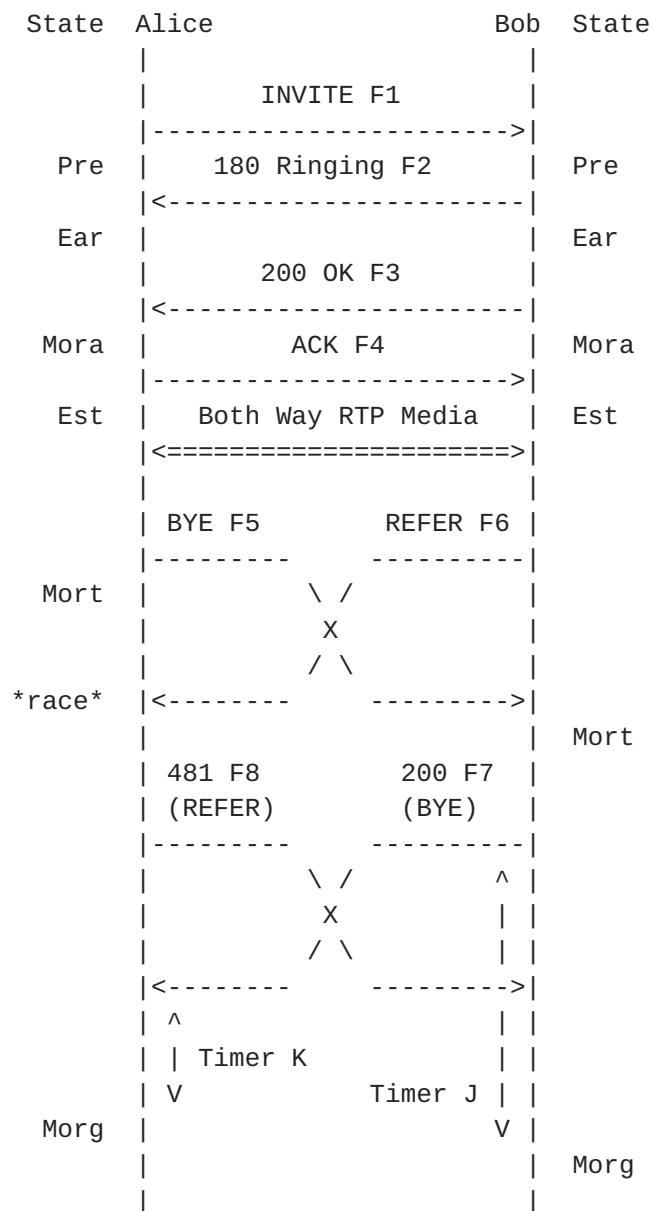 State  Alice                  Bob  State
       |                        |
       |       INVITE F1        |
       |----------------------->|
  Pre  |    180 Ringing F2      |  Pre
       |<-----------------------|
  Ear  |                        |  Ear
       |       200 OK F3        |
       |<-----------------------|
 Mora  |         ACK F4         |  Mora
       |----------------------->|
  Est  |   Both Way RTP Media   |  Est
       |<======================>|
       |                        |
       | BYE F5        REFER F6 |
       |---------     ----------|
 Mort  |          \ /           |
       |           X            |
       |          / \           |
*race* |<--------     --------->|
       |                        |  Mort
       | 481 F8         200 F7  |
       | (REFER)        (BYE)   |
       |---------     ----------|
       |          \ /         ^ |
       |           X          | |
       |          / \         | |
       |<--------     --------->|
       | ^                    | |
       | | Timer K            | |
       | V            Timer J | |
 Morg  |                      V |
       |                        |  Morg
       |                        |